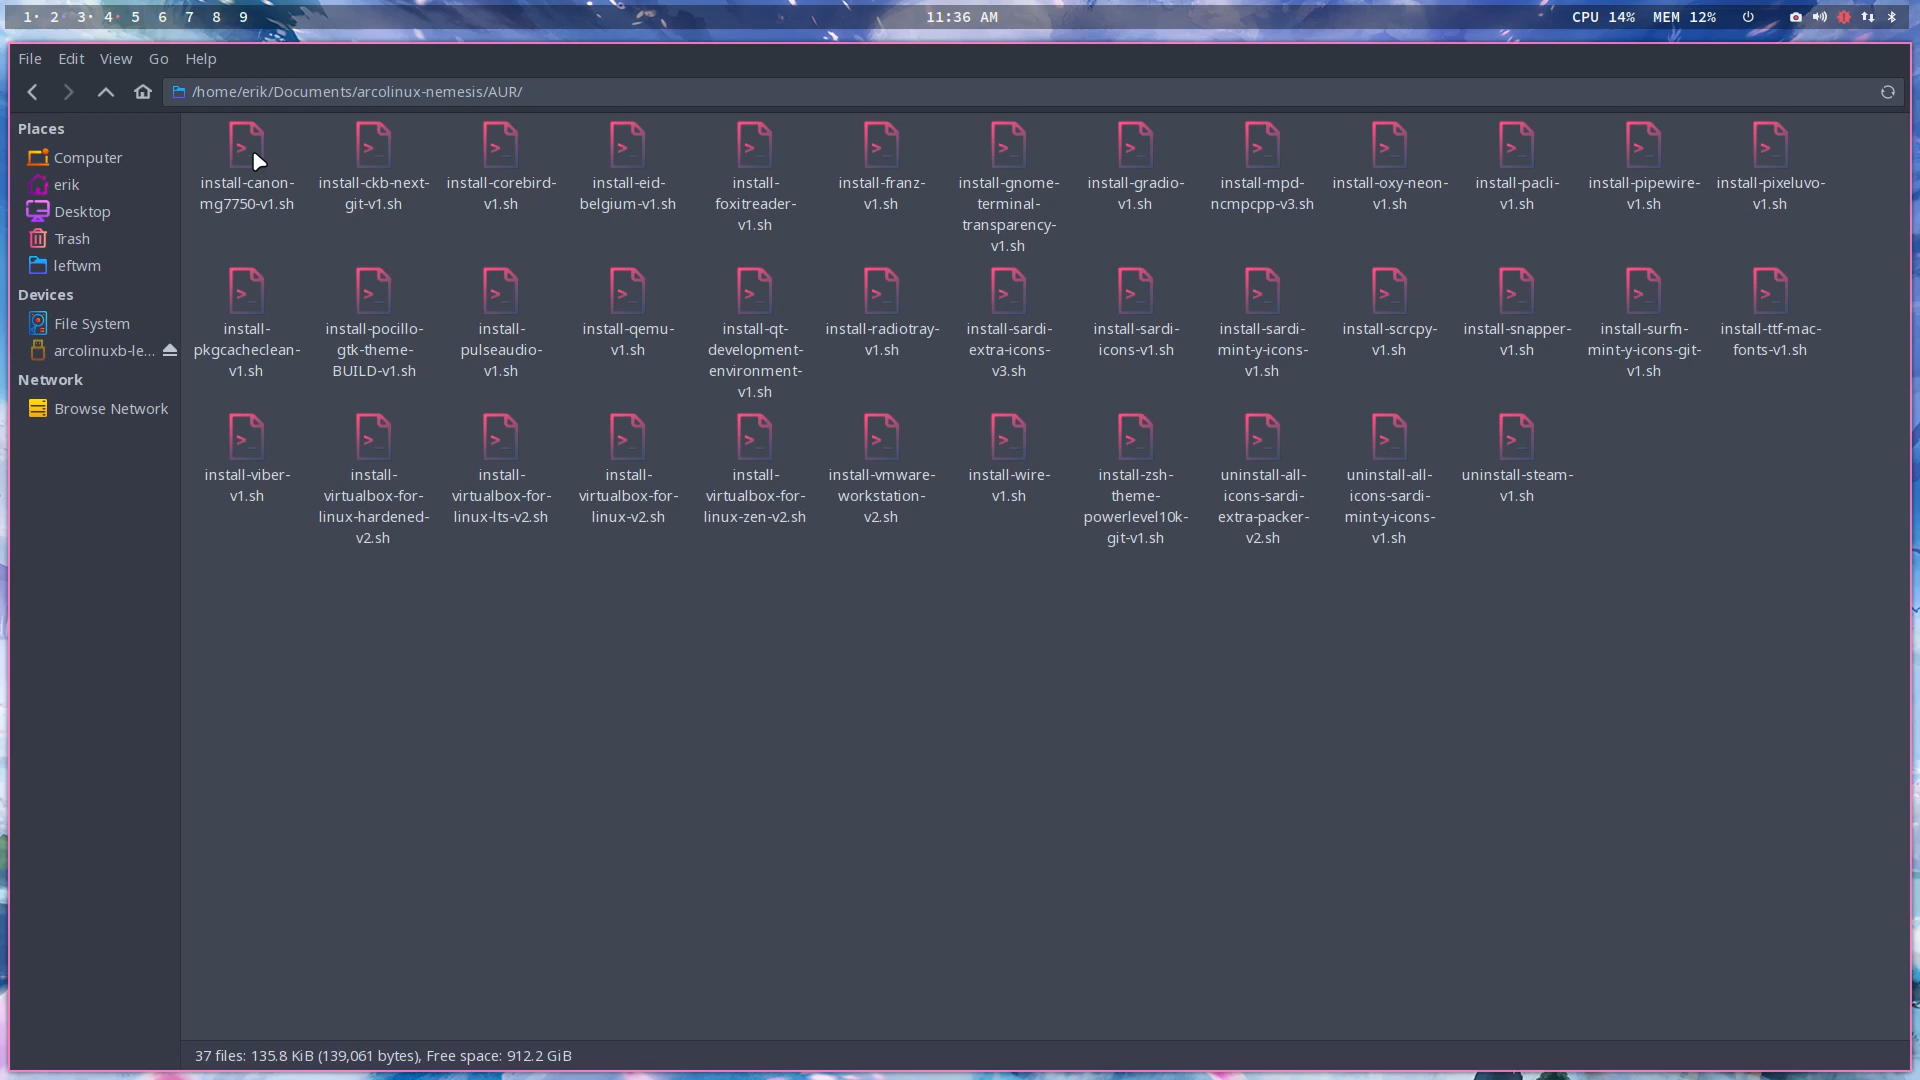 1 2 3 4 5 6 7 8 9
11:36 AM
CPU 14% MEM 12%
File Edit View Go Help
/home/erik/Documents/arcolinux-nemesis/AUR/
Places
Computer
erik
Desktop
Trash
leftwm
Devices
File System
arcolinuxb-le...
Network
Browse Network
install-canon-
mg7750-v1.sh
install-ckb-next-
git-v1.sh
install-corebird-
v1.sh
install-eid-
belgium-v1.sh
install-
foxitreader-
v1.sh
install-franz-
v1.sh
install-gnome-
terminal-
transparency-
v1.sh
install-gradio-
v1.sh
install-mpd-
ncmpcpp-v3.sh
install-oxy-neon-
v1.sh
install-pacli-
v1.sh
install-pipewire-
v1.sh
install-pixeluvo-
v1.sh
install-
pkgcacheclean-
v1.sh
install-pocillo-
gtk-theme-
BUILD-v1.sh
install-
pulseaudio-
v1.sh
install-qemu-
v1.sh
install-qt-
development-
environment-
v1.sh
install-radiotray-
v1.sh
install-sardi-
extra-icons-
v3.sh
install-sardi-
icons-v1.sh
install-sardi-
mint-y-icons-
v1.sh
install-scrcpy-
v1.sh
install-snapper-
v1.sh
install-surfn-
mint-y-icons-git-
v1.sh
install-ttf-mac-
fonts-v1.sh
install-viber-
v1.sh
install-
virtualbox-for-
linux-hardened-
v2.sh
install-
virtualbox-for-
linux-lts-v2.sh
install-
virtualbox-for-
linux-v2.sh
install-
virtualbox-for-
linux-zen-v2.sh
install-vmware-
workstation-
v2.sh
install-wire-
v1.sh
install-zsh-
theme-
powerlevel10k-
git-v1.sh
uninstall-all-
icons-sardi-
extra-packer-
v2.sh
uninstall-all-
icons-sardi-
mint-y-icons-
v1.sh
uninstall-steam-
v1.sh
37 files: 135.8 KiB (139,061 bytes), Free space: 912.2 GiB